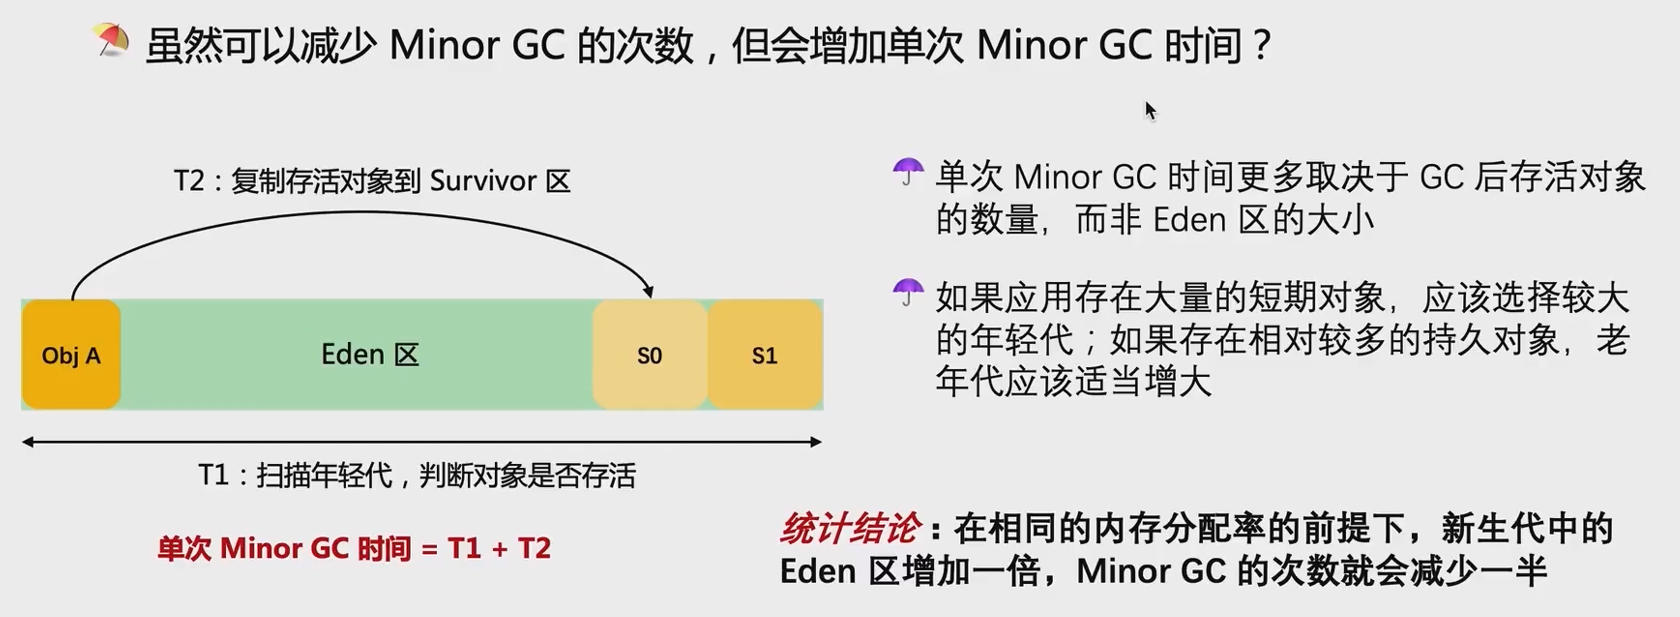 虽然可以减少 Minor GC 的次数，但会增加单次 Minor GC 时间？
T2：复制存活对象到 Survivor 区
Obj A
Eden 区
S0
S1
T1：扫描年轻代，判断对象是否存活
单次 Minor GC 时间 = T1 + T2
单次 Minor GC 时间更多取决于 GC 后存活对象
的数量，而非 Eden 区的大小
如果应用存在大量的短期对象，应该选择较大
的年轻代；如果存在相对较多的持久对象，老
年代应该适当增大
统计结论：在相同的内存分配率的前提下，新生代中的
Eden 区增加一倍，Minor GC 的次数就会减少一半